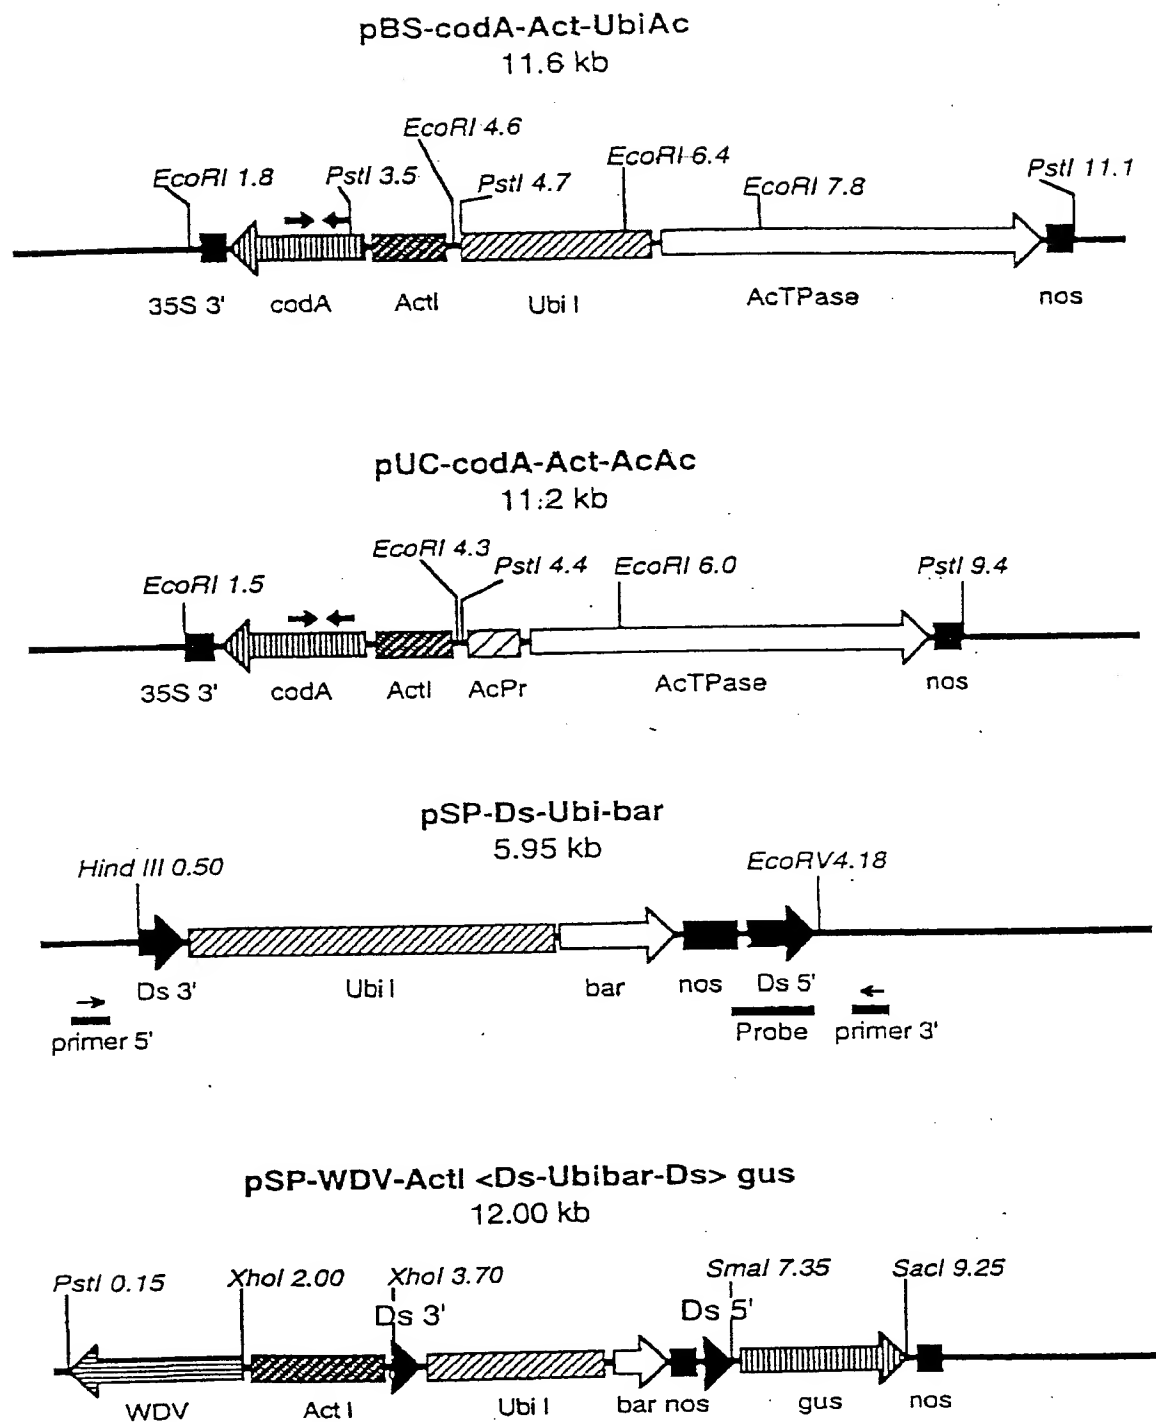 pBS-codA-Act-UbiAc
11.6 kb
EcoRI 4.6
EcoRI 1.8
PstI 3.5
PstI 4.7
EcoRI 6.4
EcoRI 7.8
PstI 11.1
35S 3'
codA
ActI
Ubi I
AcTPase
nos
pUC-codA-Act-AcAc
11.2 kb
EcoRI 1.5
EcoRI 4.3
PstI 4.4
EcoRI 6.0
PstI 9.4
35S 3'
codA
ActI
AcPr
AcTPase
nos
pSP-Ds-Ubi-bar
5.95 kb
Hind III 0.50
EcoRV4.18
Ds 3'
Ubi I
bar
nos
Ds 5'
primer 5'
Probe
primer 3'
pSP-WDV-ActI <Ds-Ubibar-Ds> gus
12.00 kb
PstI 0.15
XhoI 2.00
XhoI 3.70
SmaI 7.35
SacI 9.25
Ds 3'
Ds 5'
WDV
Act I
Ubi I
bar nos
gus
nos